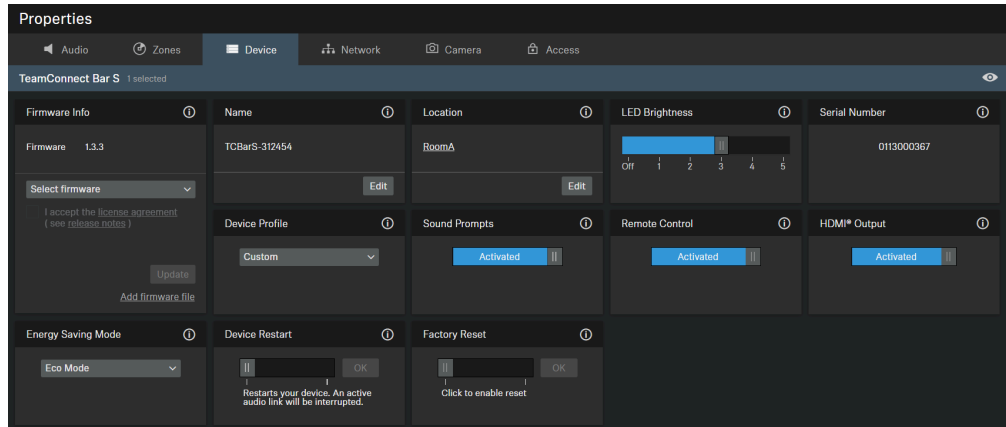 Properties
Audio
Zones
Device
Network
Camera
Access
TeamConnect Bar S 1 selected
Firmware Info
Firmware 1.3.3
Select firmware
I accept the license agreement
( see release notes )
Update
Add firmware file
Name
TCBarS-312454
Edit
Location
RoomA
Edit
LED Brightness
Off 1 2 3 4 5
Serial Number
0113000367
Device Profile
Custom
Sound Prompts
Activated
Remote Control
Activated
HDMI® Output
Activated
Energy Saving Mode
Eco Mode
Device Restart
OK
Restarts your device. An active
audio link will be interrupted.
Factory Reset
OK
Click to enable reset